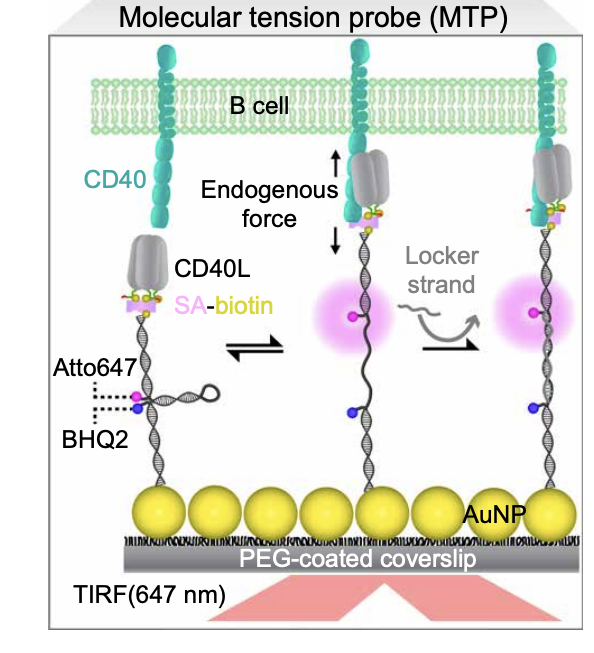 Molecular tension probe (MTP)
B cell
CD40
Endogenous
force
CD40L
SA-biotin
Locker
strand
Atto647
BHQ2
AuNP
PEG-coated coverslip
TIRF(647 nm)